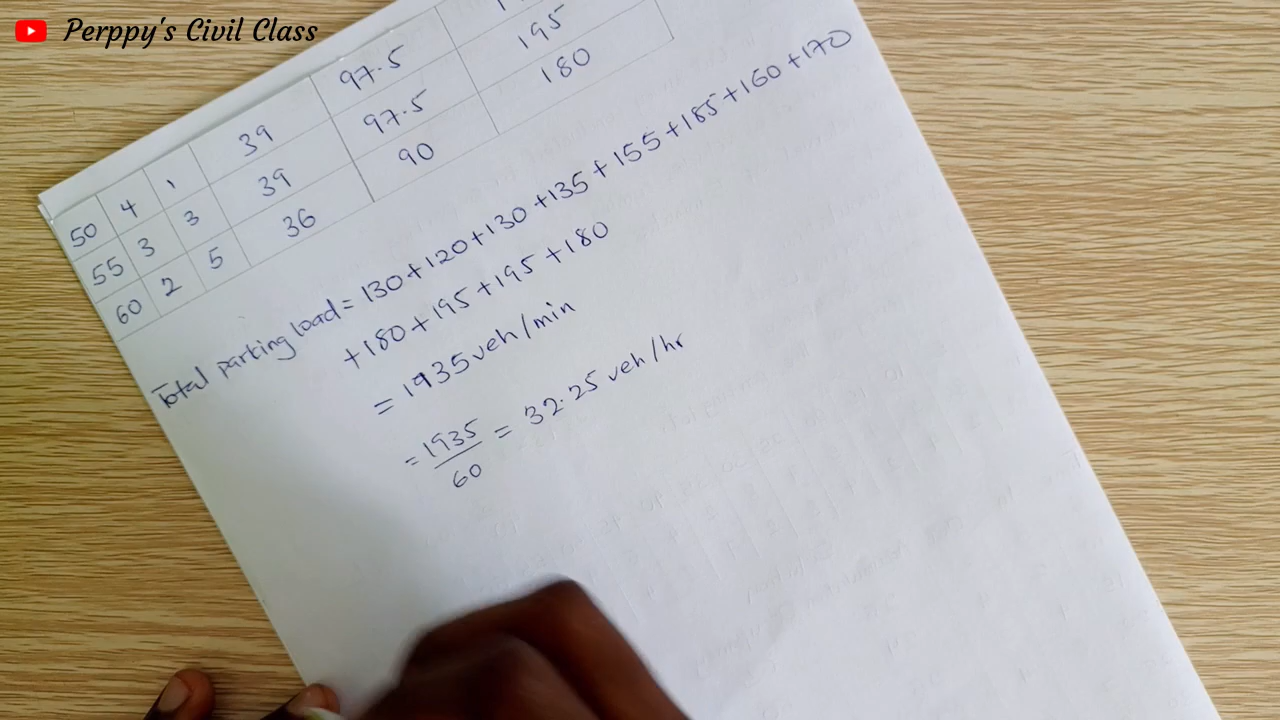 Perppy's Civil Class
195
97.5 180
50 4 1 39 97.5
55 3 3 39 90
60 2 5 36
Total parking load = 130+120+130+135+155+185+160+170
+180+195+195+180
= 1935 veh/min
= 1935/60 = 32.25 veh/hr